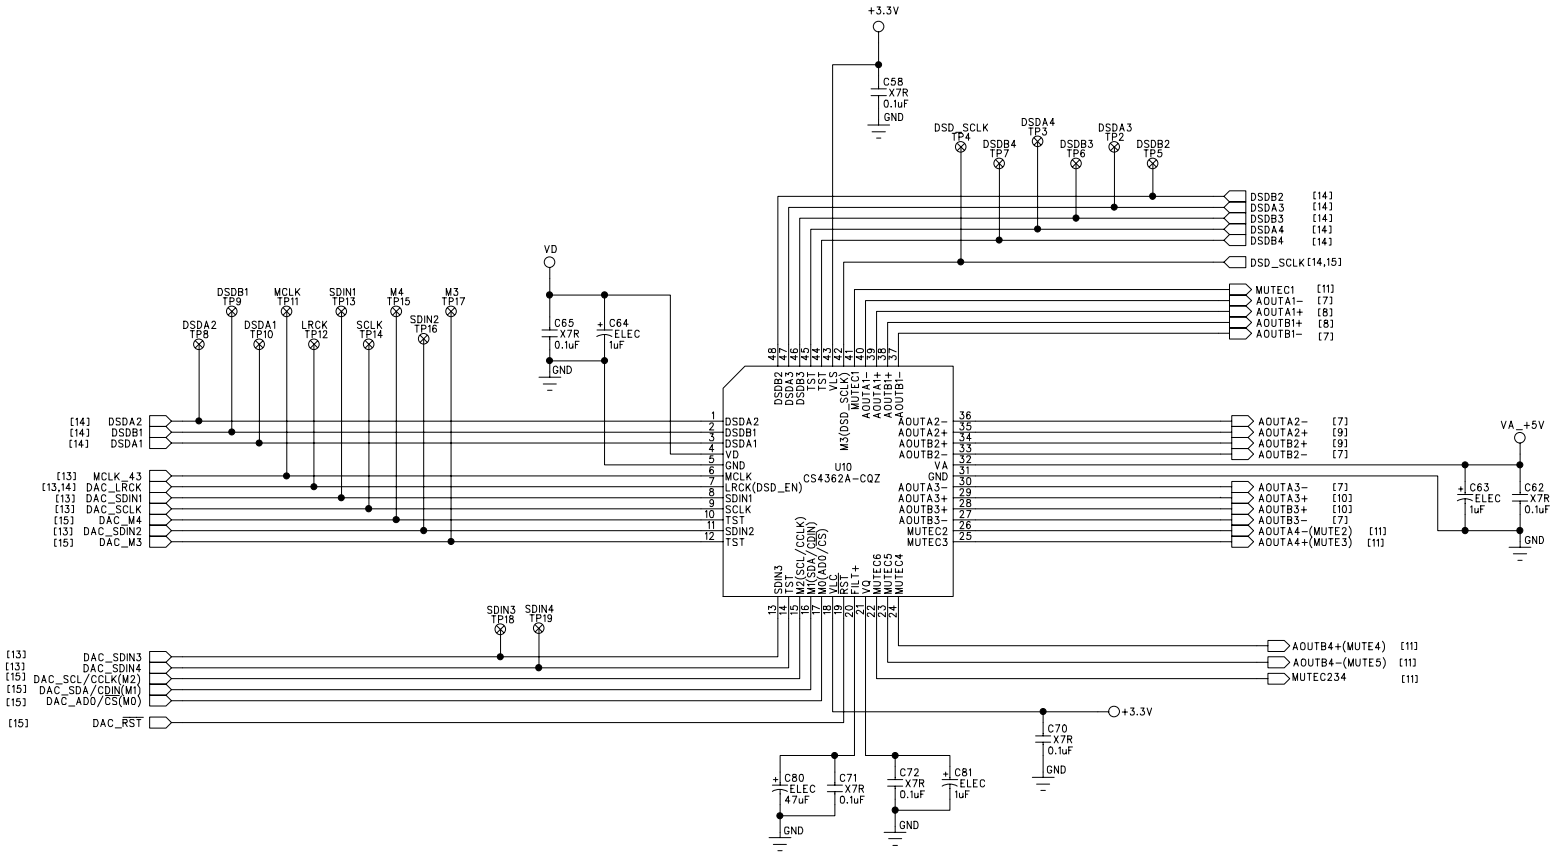 +3.3V
C58
X7R
0.1uF
GND
DSD_SCLK
TP4
DSDB4
TP7
DSDA4
TP3
DSDB3
TP6
DSDA3
TP2
DSDB2
TP5
DSDB2 [14]
DSDA3 [14]
DSDB3 [14]
DSDA4 [14]
DSDB4 [14]
DSD_SCLK [14,15]
VD
C65
X7R
0.1uF
C64
ELEC
1uF
GND
MUTEC1 [11]
AOUTA1- [7]
AOUTA1+ [8]
AOUTB1+ [8]
AOUTB1- [7]
DSDA2
TP8
DSDB1
TP9
DSDA1
TP10
MCLK
TP11
LRCK
TP12
SDIN1
TP13
SCLK
TP14
M4
TP15
SDIN2
TP16
M3
TP17
48 47 46 45 44 43 42 41 40 39 38 37
DSDB2
DSDA3
DSDB3
TST
TST
VLS
M3(DSD_SCLK)
MUTEC1
AOUTA1-
AOUTA1+
AOUTB1+
AOUTB1-
[14] DSDA2
[14] DSDB1
[14] DSDA1
[13] MCLK_43
[13,14] DAC_LRCK
[13] DAC_SDIN1
[13] DAC_SCLK
[15] DAC_M4
[13] DAC_SDIN2
[15] DAC_M3
1 DSDA2
2 DSDB1
3 DSDA1
4 VD
5 GND
6 MCLK
7 LRCK(DSD_EN)
8 SDIN1
9 SCLK
10 TST
11 SDIN2
12 TST
U10
CS4362A-CQZ
AOUTA2- 36
AOUTA2+ 35
AOUTB2+ 34
AOUTB2- 33
VA 32
GND 31
AOUTA3- 30
AOUTA3+ 29
AOUTB3+ 28
AOUTB3- 27
MUTEC2 26
MUTEC3 25
AOUTA2- [7]
AOUTA2+ [9]
AOUTB2+ [9]
AOUTB2- [7]
AOUTA3- [7]
AOUTA3+ [10]
AOUTB3+ [10]
AOUTB3- [7]
AOUTA4-(MUTE2) [11]
AOUTA4+(MUTE3) [11]
VA_+5V
C63
ELEC
1uF
C62
X7R
0.1uF
GND
SDIN3
TST
M2(SCL/CCLK)
M1(SDA/CDIN)
M0(AD0/CS)
VLC
RST
FILT+
VQ
MUTEC6
MUTEC5
MUTEC4
13 14 15 16 17 18 19 20 21 22 23 24
SDIN3
TP18
SDIN4
TP19
[13] DAC_SDIN3
[13] DAC_SDIN4
[15] DAC_SCL/CCLK(M2)
[15] DAC_SDA/CDIN(M1)
[15] DAC_AD0/CS(M0)
[15] DAC_RST
AOUTB4+(MUTE4) [11]
AOUTB4-(MUTE5) [11]
MUTEC234 [11]
+3.3V
C70
X7R
0.1uF
GND
C80
ELEC
47uF
C71
X7R
0.1uF
GND
C72
X7R
0.1uF
C81
ELEC
1uF
GND